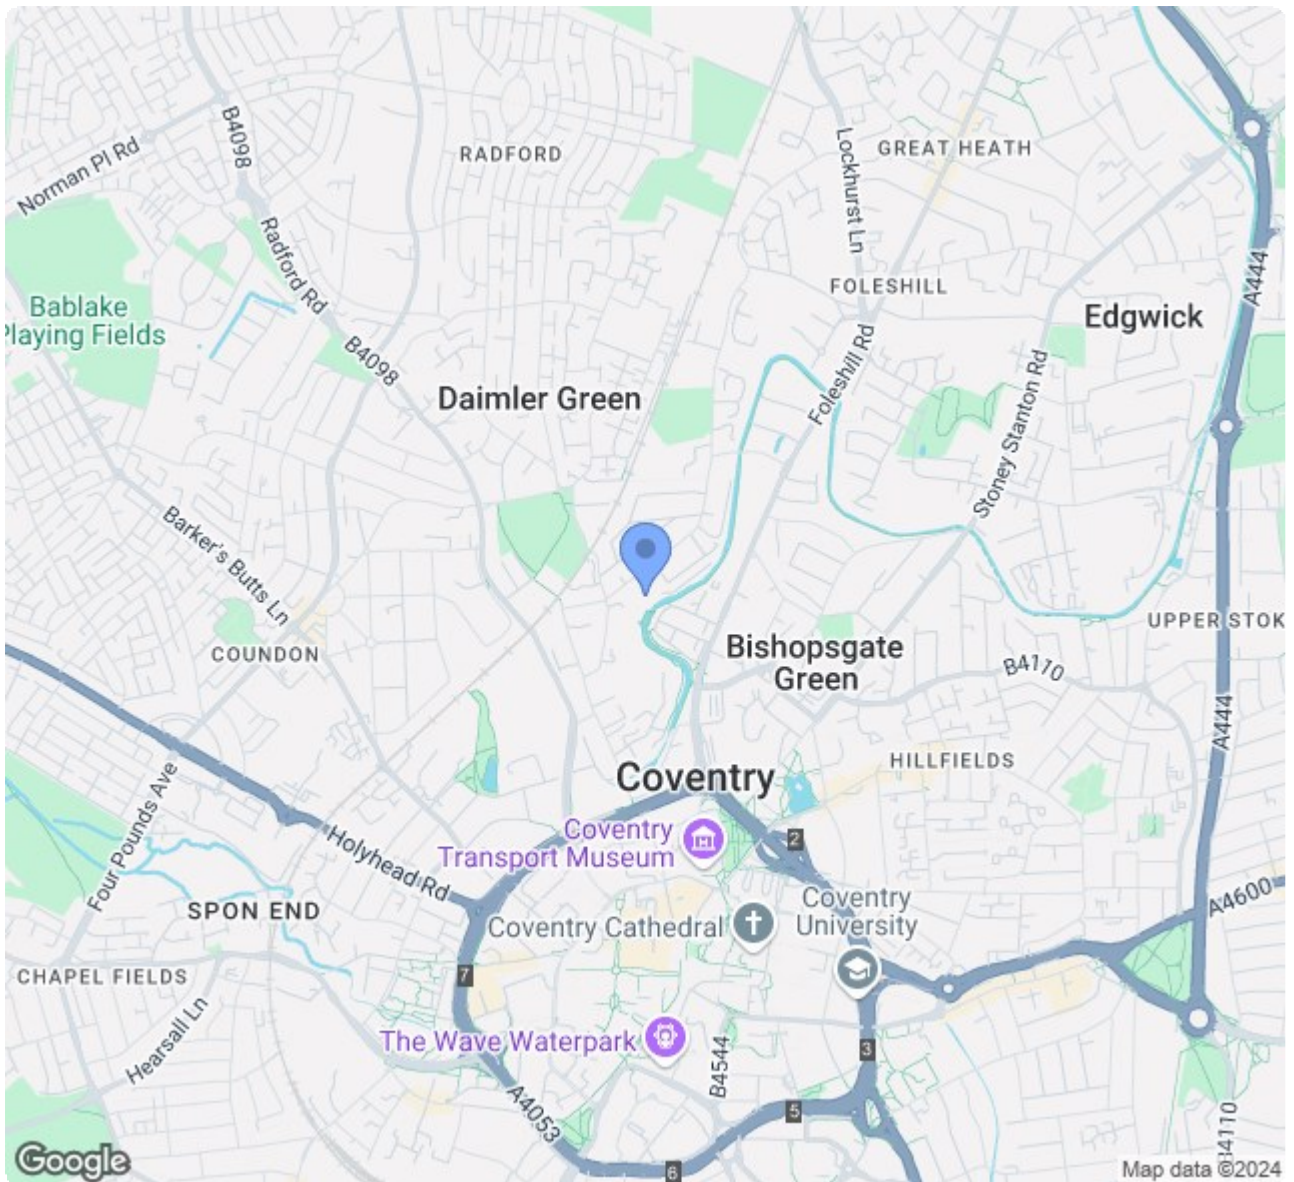 B4098
Norman Pl Rd
RADFORD
Lockhurst Ln
GREAT HEATH
Radford Rd
A444
Bablake
Playing Fields
FOLESHILL
Edgwick
B4098
Foleshill Rd
Daimler Green
Stoney Stanton Rd
Barker's Butts Ln
COUNDON
Bishopsgate
Green
UPPER STOK
B4110
A444
HILLFIELDS
Coventry
Four Pounds Ave
Holyhead Rd
Coventry
Transport Museum
2
SPON END
Coventry Cathedral
Coventry
University
A4600
CHAPEL FIELDS
7
Hearsall Ln
The Wave Waterpark
B4544
3
A4053
5
B4110
6
Google
Map data ©2024